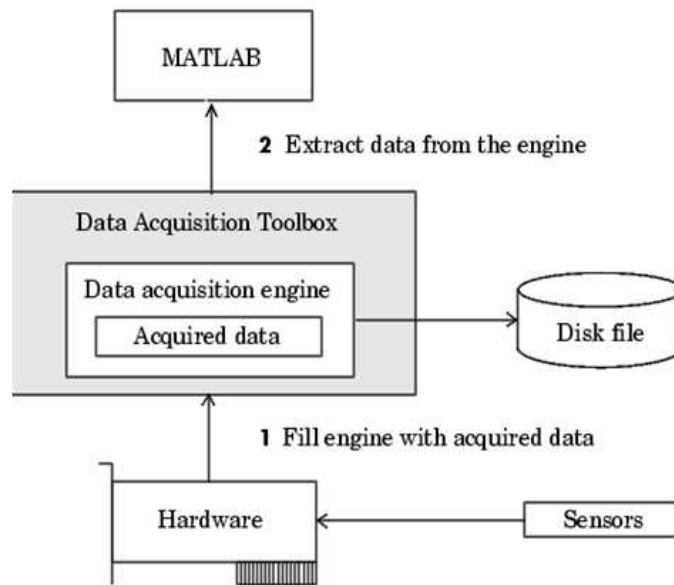 MATLAB
2 Extract data from the engine
Data Acquisition Toolbox
Data acquisition engine
Acquired data
Disk file
1 Fill engine with acquired data
Hardware
Sensors